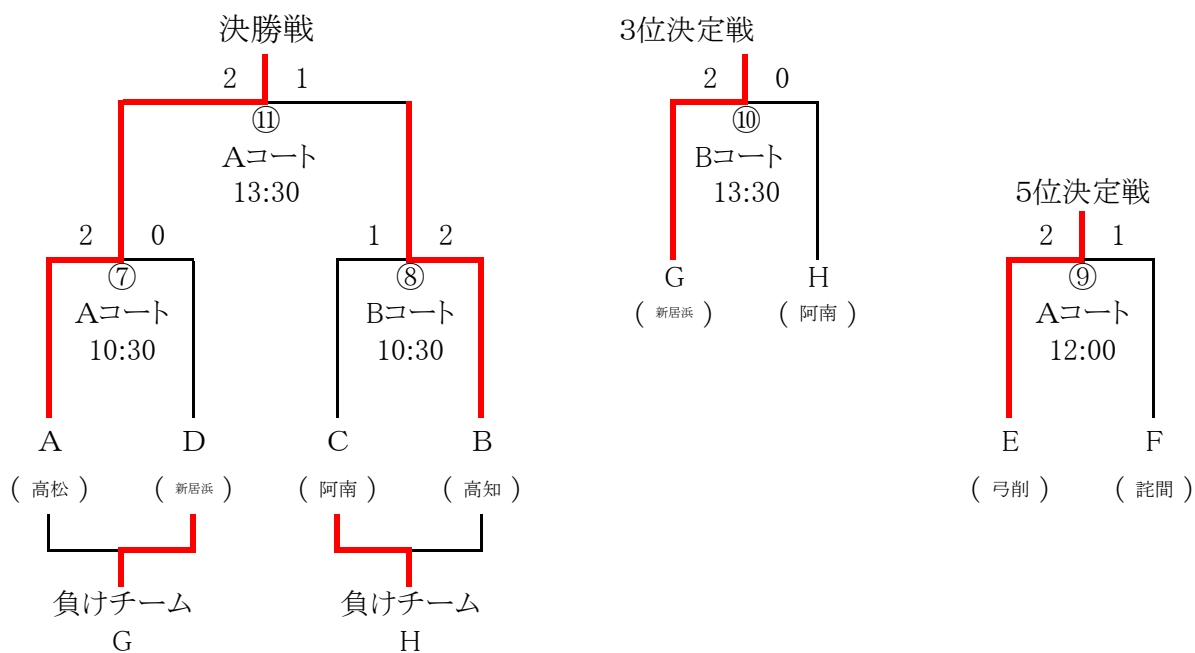 決勝戦
2 1
⑪
Aコート
13:30
2 0
⑦
Aコート
10:30
1 2
⑧
Bコート
10:30
A D C B
( 高松 ) ( 新居浜 ) ( 阿南 ) ( 高知 )
負けチーム 負けチーム
G H
3位決定戦
2 0
⑩
Bコート
13:30
G H
( 新居浜 ) ( 阿南 )
5位決定戦
2 1
⑨
Aコート
12:00
E F
( 弓削 ) ( 詫間 )